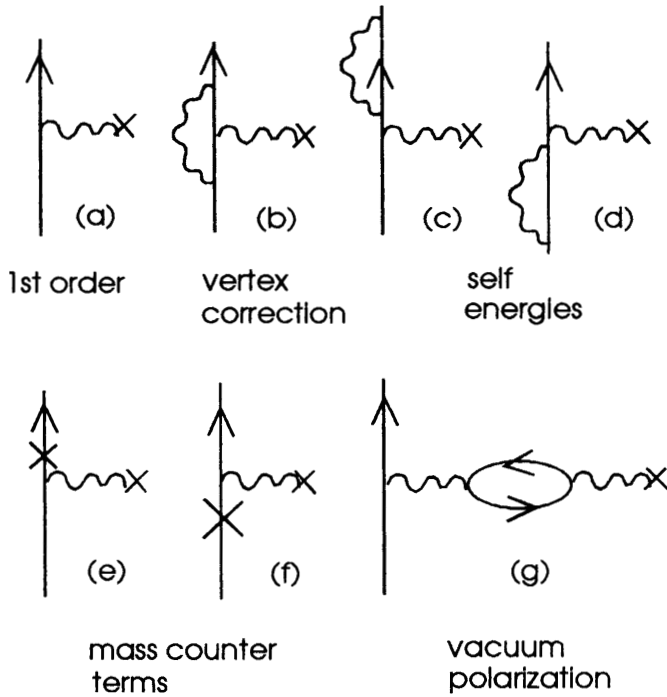 (a)
(b)
(c)
(d)
1st order
vertex
correction
self
energies
(e)
(f)
(g)
mass counter
terms
vacuum
polarization